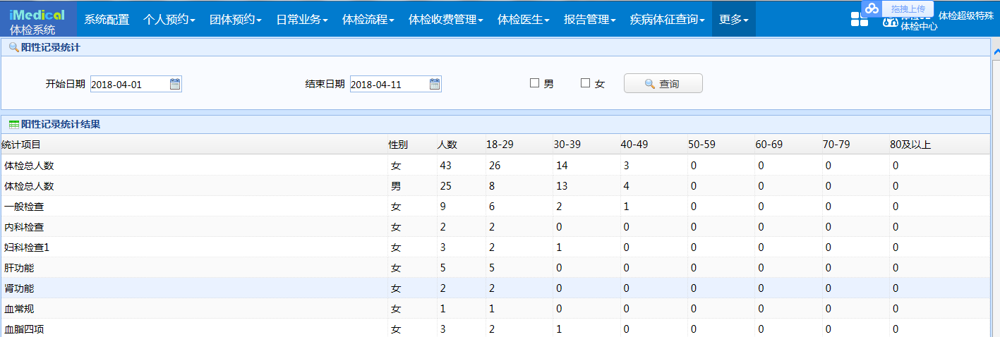 iMedical
体检系统
系统配置 个人预约 团体预约 日常业务 体检流程 体检收费管理 体检医生 报告管理 疾病体征查询 更多
拖拽上传
体检超级特殊
体检中心
阳性记录统计
开始日期 2018-04-01 结束日期 2018-04-11 男 女 查询
阳性记录统计结果
统计项目 性别 人数 18-29 30-39 40-49 50-59 60-69 70-79 80及以上
体检总人数 女 43 26 14 3 0 0 0 0
体检总人数 男 25 8 13 4 0 0 0 0
一般检查 女 9 6 2 1 0 0 0 0
内科检查 女 2 2 0 0 0 0 0 0
妇科检查1 女 3 2 1 0 0 0 0 0
肝功能 女 5 5 0 0 0 0 0 0
肾功能 女 2 2 0 0 0 0 0 0
血常规 女 1 1 0 0 0 0 0 0
血脂四项 女 3 2 1 0 0 0 0 0